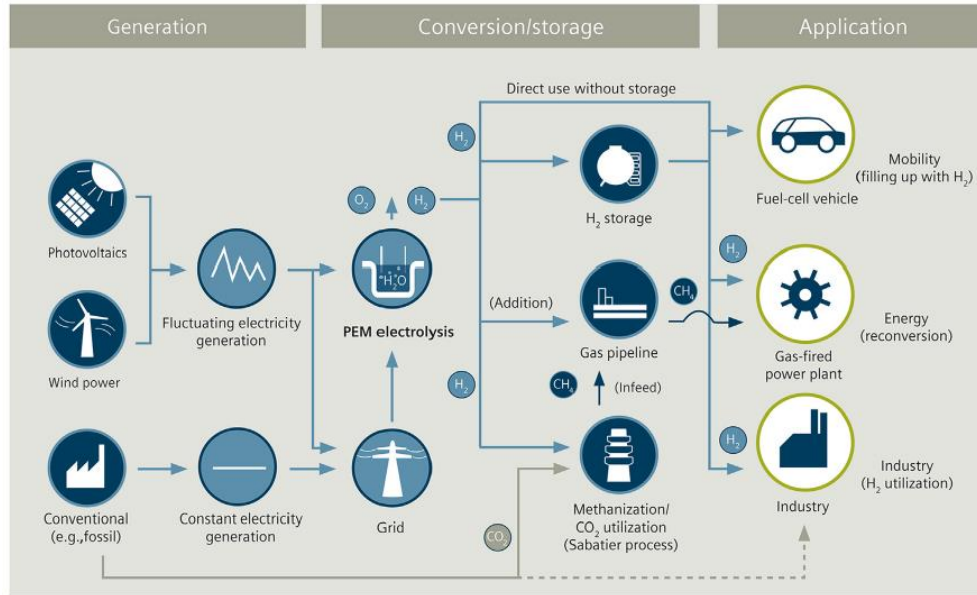 Generation
Conversion/storage
Application
Direct use without storage
H₂
O₂
H₂
H₂ storage
Mobility
(filling up with H₂)
Fuel-cell vehicle
Photovoltaics
H₂O
PEM electrolysis
Fluctuating electricity
generation
(Addition)
Gas pipeline
CH₄
H₂
Energy
(reconversion)
Gas-fired
power plant
Wind power
H₂
CH₄
(Infeed)
H₂
Industry
(H₂ utilization)
Industry
Conventional
(e.g.,fossil)
Constant electricity
generation
Grid
CO₂
Methanization/
CO₂ utilization
(Sabatier process)